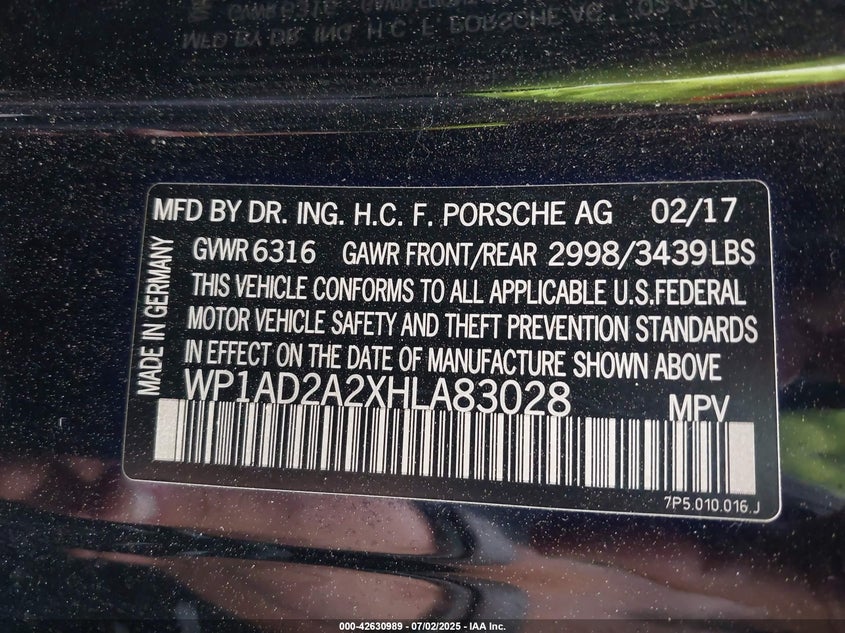 MFD BY DR. ING. H.C. F. PORSCHE AG 02/17
GVWR 6316 GAWR FRONT/REAR 2998/3439 LBS
THIS VEHICLE CONFORMS TO ALL APPLICABLE U.S.FEDERAL
MOTOR VEHICLE SAFETY AND THEFT PREVENTION STANDARDS
IN EFFECT ON THE DATE OF MANUFACTURE SHOWN ABOVE
WP1AD2A2XHLA83028 MPV
MADE IN GERMANY
7P5.010.016.J
000-42630989 - 07/02/2025 - IAA Inc.